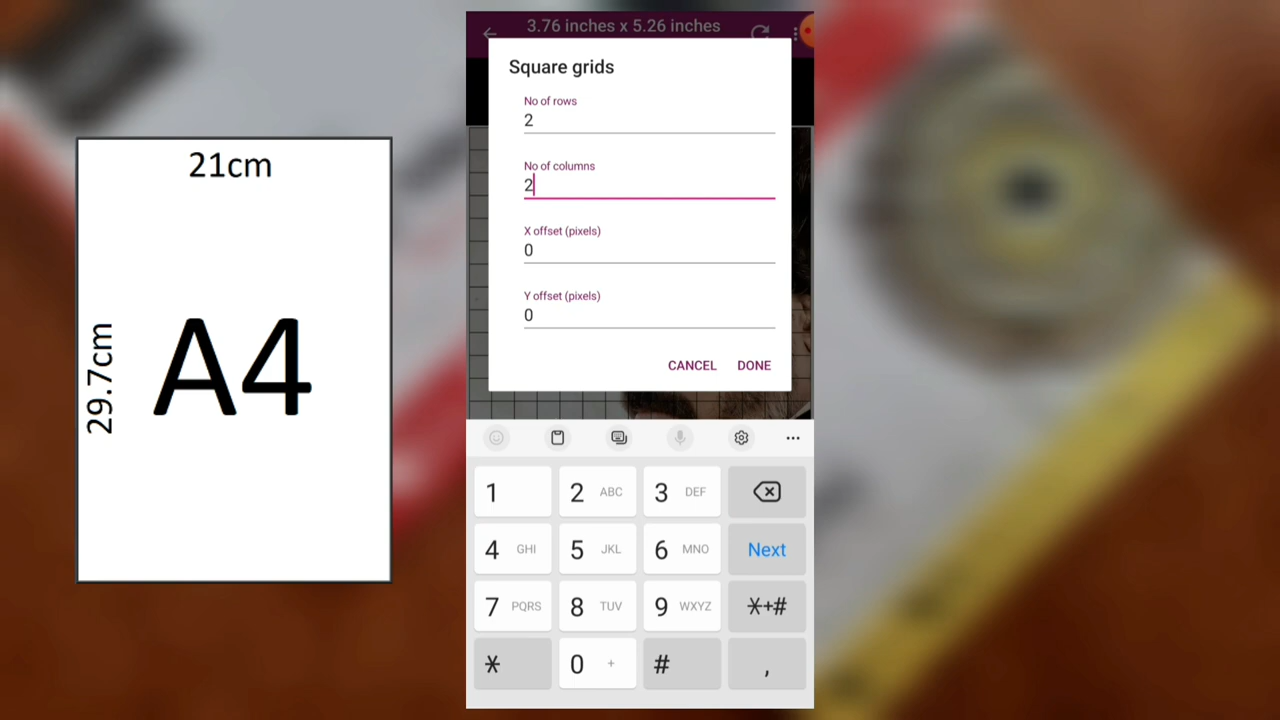 21cm
29.7cm
A4
3.76 inches x 5.26 inches
Square grids
No of rows
2
No of columns
2
X offset (pixels)
0
Y offset (pixels)
0
CANCEL DONE
1 2 ABC 3 DEF
4 GHI 5 JKL 6 MNO Next
7 PQRS 8 TUV 9 WXYZ *+#
* 0 + # ,